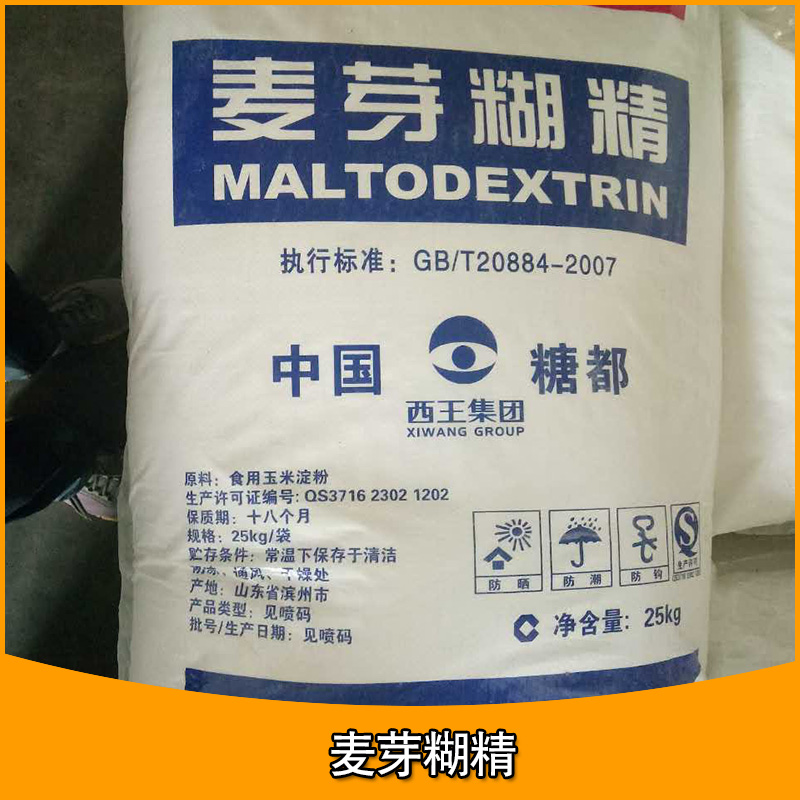 麦芽糊精
MALTODEXTRIN
执行标准：GB/T20884-2007
中国
糖都
西王集团
XIWANG GROUP
原料：食用玉米淀粉
生产许可证编号: QS3716 2302 1202
保质期：十八个月
规格：25kg/袋
贮存条件：常温下保存于清洁
通风、干燥处
产地：山东省滨州市
产品类型：见喷码
批号/生产日期：见喷码
防晒
防潮
防钩
生产许可
净含量：25kg
麦芽糊精